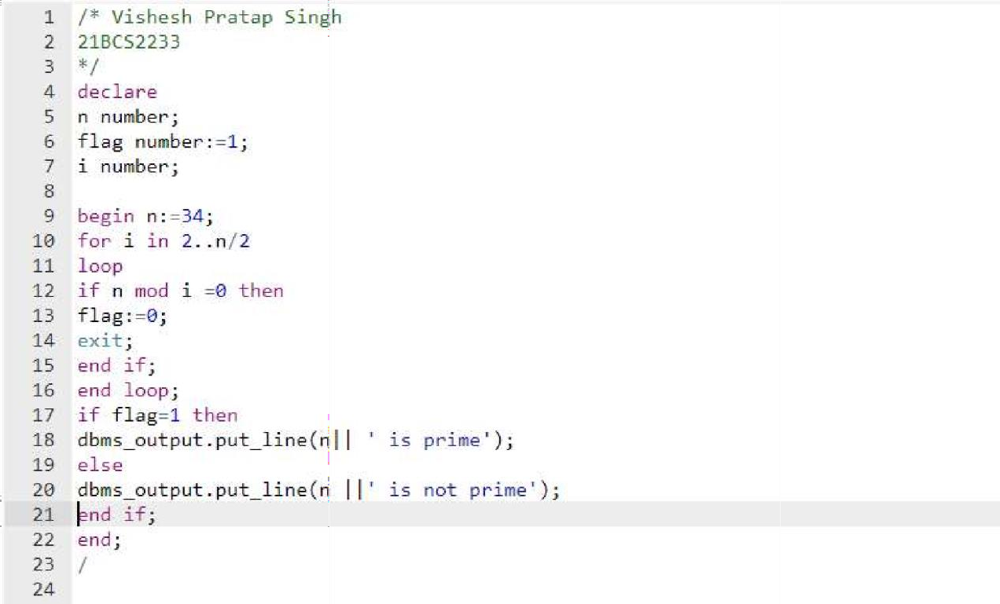 1 /* Vishesh Pratap Singh
2 21BCS2233
3 */
4 declare
5 n number;
6 flag number:=1;
7 i number;
8
9 begin n:=34;
10 for i in 2..n/2
11 loop
12 if n mod i =0 then
13 flag:=0;
14 exit;
15 end if;
16 end loop;
17 if flag=1 then
18 dbms_output.put_line(n|| ' is prime');
19 else
20 dbms_output.put_line(n ||' is not prime');
21 end if;
22 end;
23 /
24